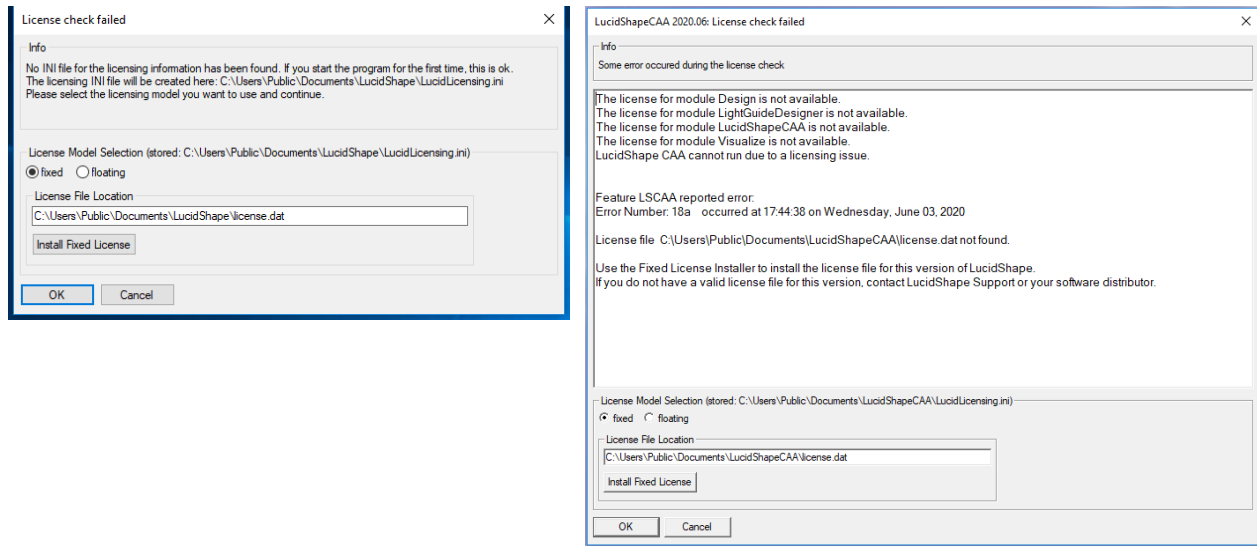 License check failed
Info
No INI file for the licensing information has been found. If you start the program for the first time, this is ok.
The licensing INI file will be created here: C:\Users\Public\Documents\LucidShape\LucidLicensing.ini
Please select the licensing model you want to use and continue.
License Model Selection (stored: C:\Users\Public\Documents\LucidShape\LucidLicensing.ini)
fixed floating
License File Location
C:\Users\Public\Documents\LucidShape\license.dat
Install Fixed License
OK Cancel
LucidShapeCAA 2020.06: License check failed
Info
Some error occured during the license check
The license for module Design is not available.
The license for module LightGuideDesigner is not available.
The license for module LucidShapeCAA is not available.
The license for module Visualize is not available.
LucidShape CAA cannot run due to a licensing issue.
Feature LSCAA reported error:
Error Number: 18a occurred at 17:44:38 on Wednesday, June 03, 2020
License file C:\Users\Public\Documents\LucidShapeCAA\license.dat not found.
Use the Fixed License Installer to install the license file for this version of LucidShape.
If you do not have a valid license file for this version, contact LucidShape Support or your software distributor.
License Model Selection (stored: C:\Users\Public\Documents\LucidShapeCAA\LucidLicensing.ini)
fixed floating
License File Location
C:\Users\Public\Documents\LucidShapeCAA\license.dat
Install Fixed License
OK Cancel